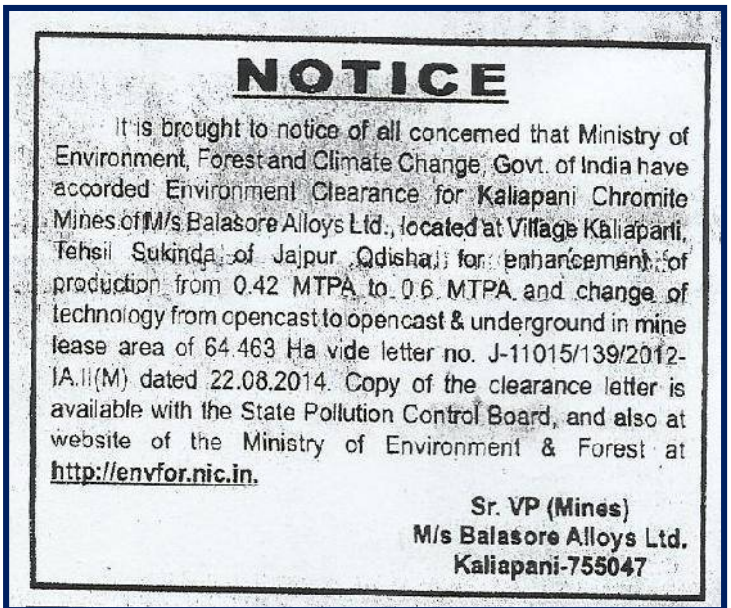 NOTICE
It is brought to notice of all concerned that Ministry of
Environment, Forest and Climate Change, Govt. of India have
accorded Environment Clearance for Kaliapani Chromite
Mines of M/s Balasore Alloys Ltd., located at Village Kaliapani,
Tehsil Sukinda of Jajpur Odisha, for enhancement of
production from 0.42 MTPA to 0.6 MTPA and change of
technology from opencast to opencast & underground in mine
lease area of 64.463 Ha vide letter no. J-11015/139/2012-
IA.II(M) dated 22.08.2014. Copy of the clearance letter is
available with the State Pollution Control Board, and also at
website of the Ministry of Environment & Forest at
http://envfor.nic.in.
Sr. VP (Mines)
M/s Balasore Alloys Ltd.
Kaliapani-755047